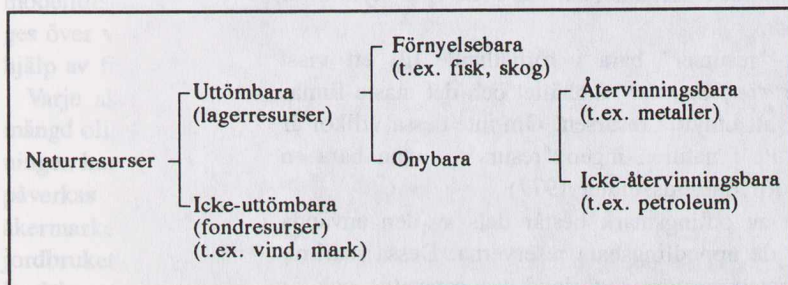 Naturresurser
Uttömbara
(lagerresurser)
Icke-uttömbara
(fondresurser)
(t.ex. vind, mark)
Förnyelsebara
(t.ex. fisk, skog)
Onybara
Återvinningsbara
(t.ex. metaller)
Icke-återvinningsbara
(t.ex. petroleum)